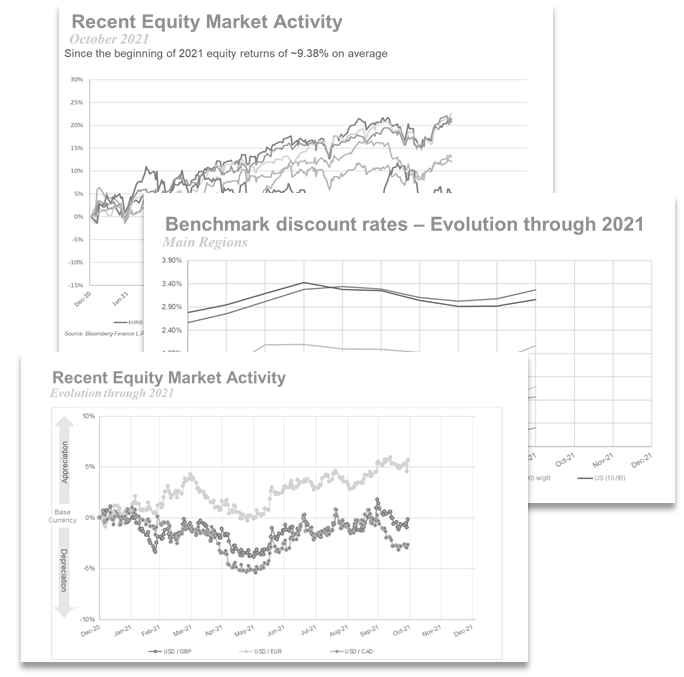 Recent Equity Market Activity
October 2021
Since the beginning of 2021 equity returns of ~9.38% on average
30%
25%
20%
15%
10%
5%
0%
-5%
-10%
-15%
Dec-20
Jan-21
EURO
Source: Bloomberg Finance L.P
Benchmark discount rates – Evolution through 2021
Main Regions
3.90%
3.40%
2.90%
2.40%
Oct-21
Nov-21
Dec-21
US (10-90)
Recent Equity Market Activity
Evolution through 2021
Appreciation
Base
Currency
Depreciation
10%
5%
0%
-5%
-10%
Dec-20
Jan-21
Feb-21
Mar-21
Apr-21
May-21
Jun-21
Jul-21
Aug-21
Sep-21
Oct-21
Nov-21
Dec-21
USD / GBP
USD / EUR
USD / CAD